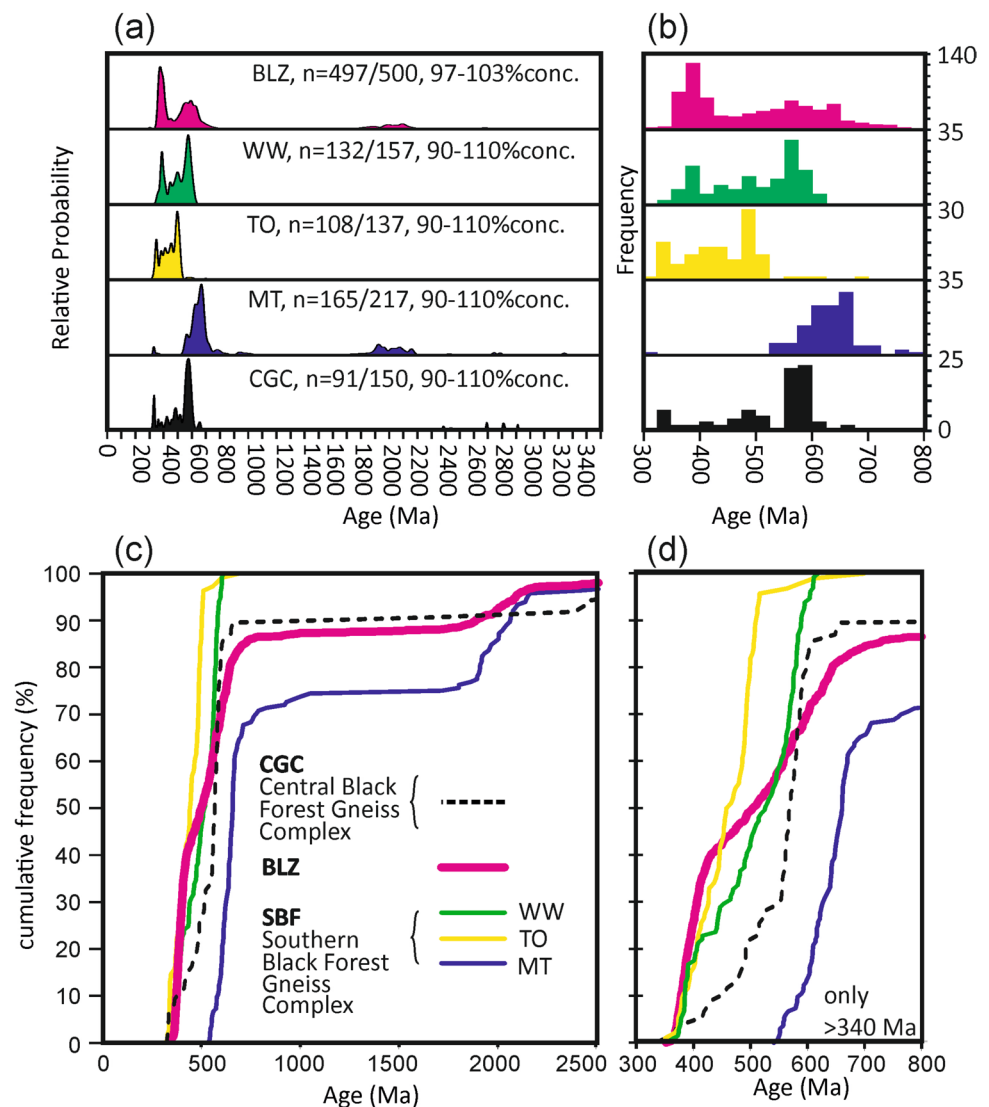 (a)
(b)
BLZ, n=497/500, 97-103%conc.
WW, n=132/157, 90-110%conc.
TO, n=108/137, 90-110%conc.
MT, n=165/217, 90-110%conc.
CGC, n=91/150, 90-110%conc.
Relative Probability
Frequency
140
35
30
35
25
0
0 200 400 600 800 1000 1200 1400 1600 1800 2000 2200 2400 2600 2800 3000 3200 3400
Age (Ma)
300 400 500 600 700 800
Age (Ma)
(c)
(d)
cumulative frequency (%)
100
90
80
70
60
50
40
30
20
10
0
CGC
Central Black
Forest Gneiss
Complex
BLZ
SBF
Southern
Black Forest
Gneiss
Complex
WW
TO
MT
0 500 1000 1500 2000 2500
Age (Ma)
only
>340 Ma
300 400 500 600 700 800
Age (Ma)